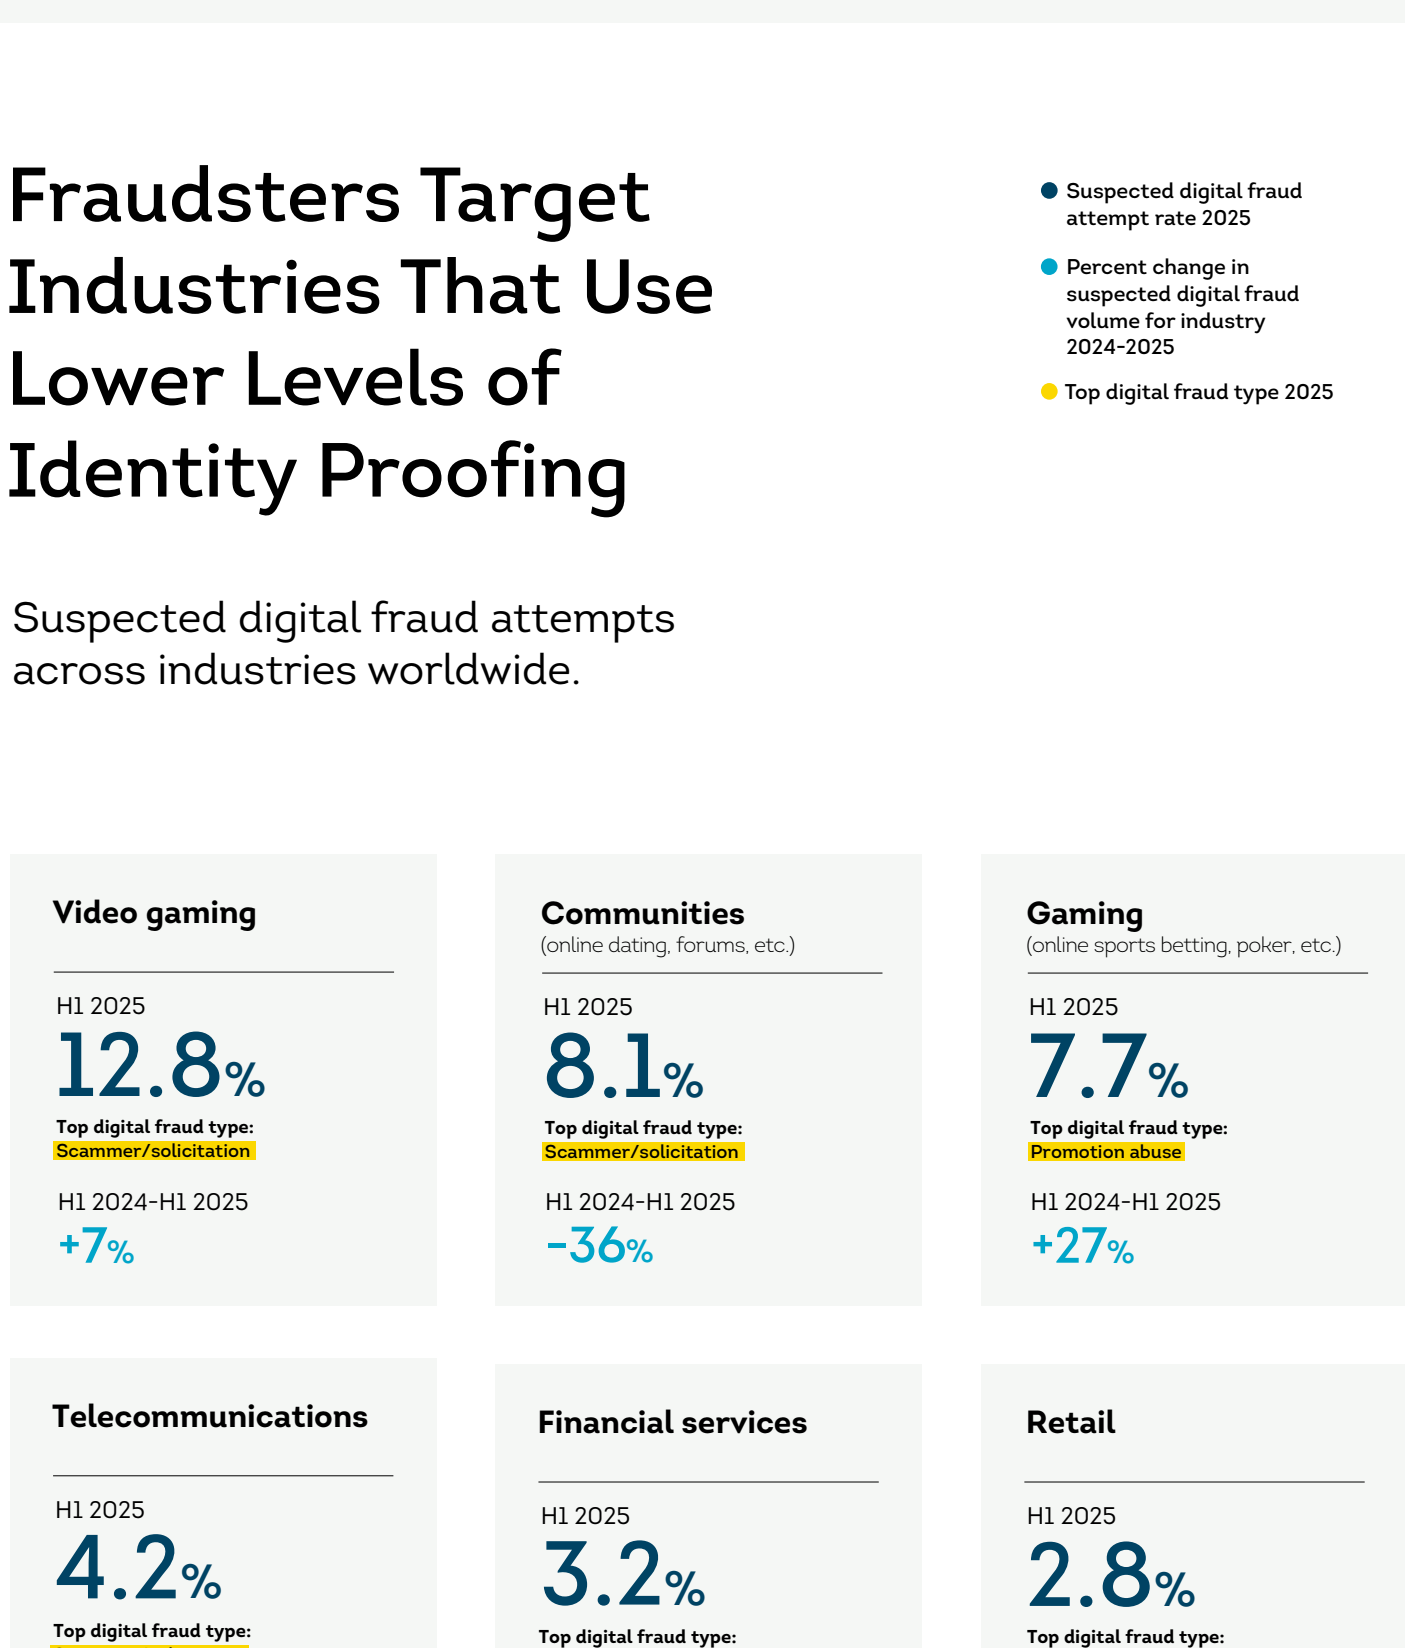 Fraudsters Target
Industries That Use
Lower Levels of
Identity Proofing
Suspected digital fraud
attempt rate 2025
Percent change in
suspected digital fraud
volume for industry
2024-2025
Top digital fraud type 2025
Suspected digital fraud attempts
across industries worldwide.
Video gaming
H1 2025
12.8%
Top digital fraud type:
Scammer/solicitation
H1 2024-H1 2025
+7%
Communities
(online dating, forums, etc.)
H1 2025
8.1%
Top digital fraud type:
Scammer/solicitation
H1 2024-H1 2025
-36%
Gaming
(online sports betting, poker, etc.)
H1 2025
7.7%
Top digital fraud type:
Promotion abuse
H1 2024-H1 2025
+27%
Telecommunications
H1 2025
4.2%
Top digital fraud type:
Financial services
H1 2025
3.2%
Top digital fraud type:
Retail
H1 2025
2.8%
Top digital fraud type: